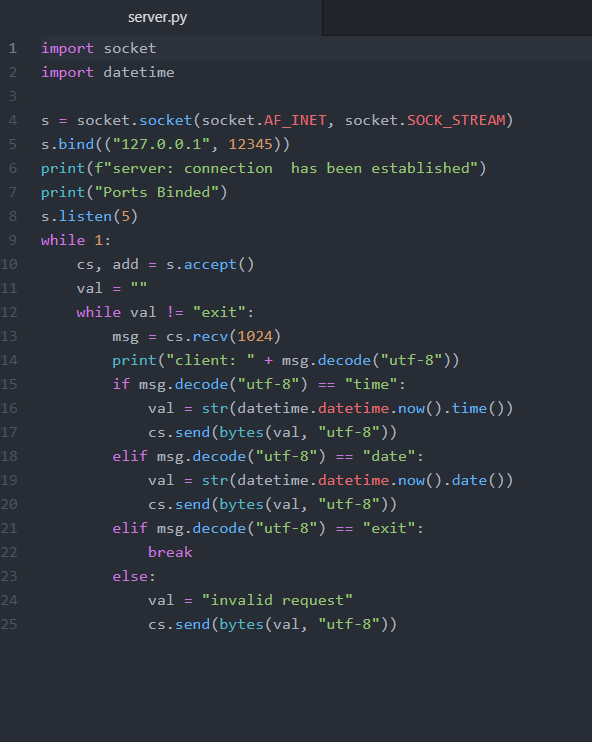 server.py
1 import socket
2 import datetime
3
4 s = socket.socket(socket.AF_INET, socket.SOCK_STREAM)
5 s.bind(("127.0.0.1", 12345))
6 print(f"server: connection  has been established")
7 print("Ports Binded")
8 s.listen(5)
9 while 1:
10     cs, add = s.accept()
11     val = ""
12     while val != "exit":
13         msg = cs.recv(1024)
14         print("client: " + msg.decode("utf-8"))
15         if msg.decode("utf-8") == "time":
16             val = str(datetime.datetime.now().time())
17             cs.send(bytes(val, "utf-8"))
18         elif msg.decode("utf-8") == "date":
19             val = str(datetime.datetime.now().date())
20             cs.send(bytes(val, "utf-8"))
21         elif msg.decode("utf-8") == "exit":
22             break
23         else:
24             val = "invalid request"
25             cs.send(bytes(val, "utf-8"))